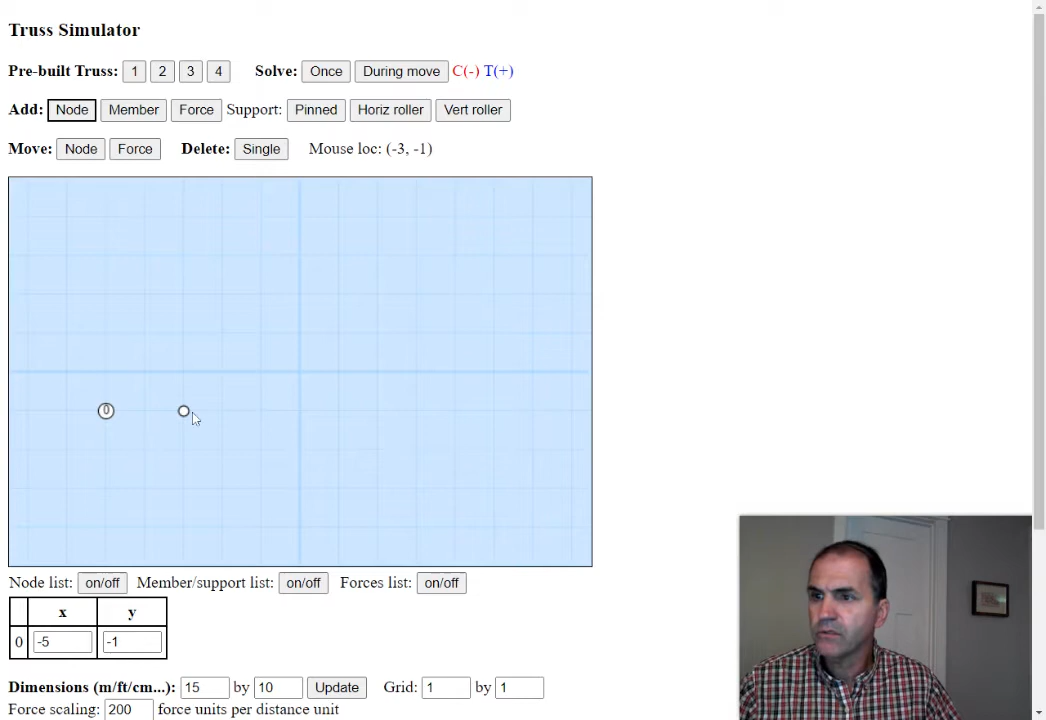 Truss Simulator
Pre-built Truss: 1 2 3 4 Solve: Once During move C(-) T(+)
Add: Node Member Force Support: Pinned Horiz roller Vert roller
Move: Node Force Delete: Single Mouse loc: (-3, -1)
0
Node list: on/off Member/support list: on/off Forces list: on/off
x y
0 -5 -1
Dimensions (m/ft/cm...): 15 by 10 Update Grid: 1 by 1
Force scaling: 200 force units per distance unit